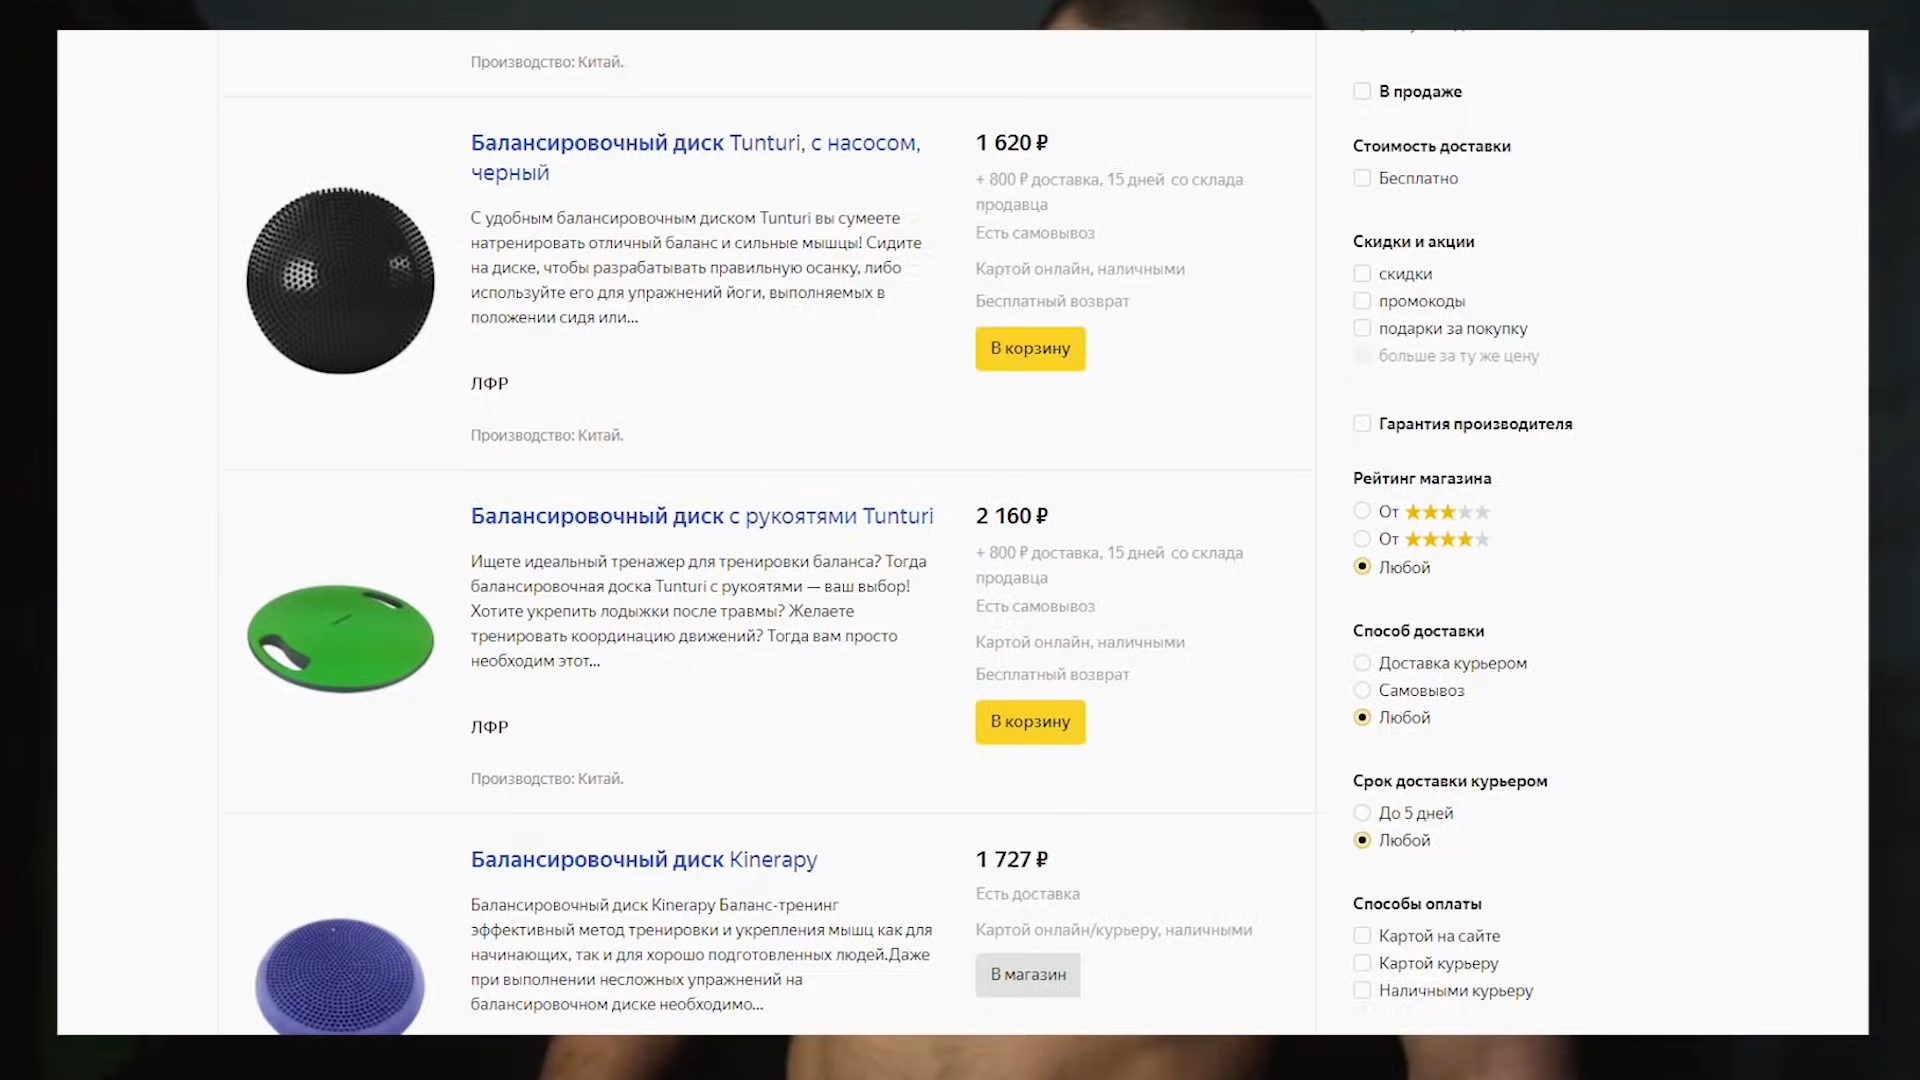 Производство: Китай.
Балансировочный диск Tunturi, с насосом,
черный
С удобным балансировочным диском Tunturi вы сумеете
натренировать отличный баланс и сильные мышцы! Сидите
на диске, чтобы разрабатывать правильную осанку, либо
используйте его для упражнений йоги, выполняемых в
положении сидя или...
ЛФР
Производство: Китай.
1 620 ₽
+ 800 ₽ доставка, 15 дней со склада
продавца
Есть самовывоз
Картой онлайн, наличными
Бесплатный возврат
В корзину
Балансировочный диск с рукоятями Tunturi
Ищете идеальный тренажер для тренировки баланса? Тогда
балансировочная доска Tunturi с рукоятями — ваш выбор!
Хотите укрепить лодыжки после травмы? Желаете
тренировать координацию движений? Тогда вам просто
необходим этот...
ЛФР
Производство: Китай.
2 160 ₽
+ 800 ₽ доставка, 15 дней со склада
продавца
Есть самовывоз
Картой онлайн, наличными
Бесплатный возврат
В корзину
Балансировочный диск Kinerapy
Балансировочный диск Kinerapy Баланс-тренинг
эффективный метод тренировки и укрепления мышц как для
начинающих, так и для хорошо подготовленных людей.Даже
при выполнении несложных упражнений на
балансировочном диске необходимо...
1 727 ₽
Есть доставка
Картой онлайн/курьеру, наличными
В магазин
В продаже
Стоимость доставки
Бесплатно
Скидки и акции
скидки
промокоды
подарки за покупку
больше за ту же цену
Гарантия производителя
Рейтинг магазина
От
От
Любой
Способ доставки
Доставка курьером
Самовывоз
Любой
Срок доставки курьером
До 5 дней
Любой
Способы оплаты
Картой на сайте
Картой курьеру
Наличными курьеру